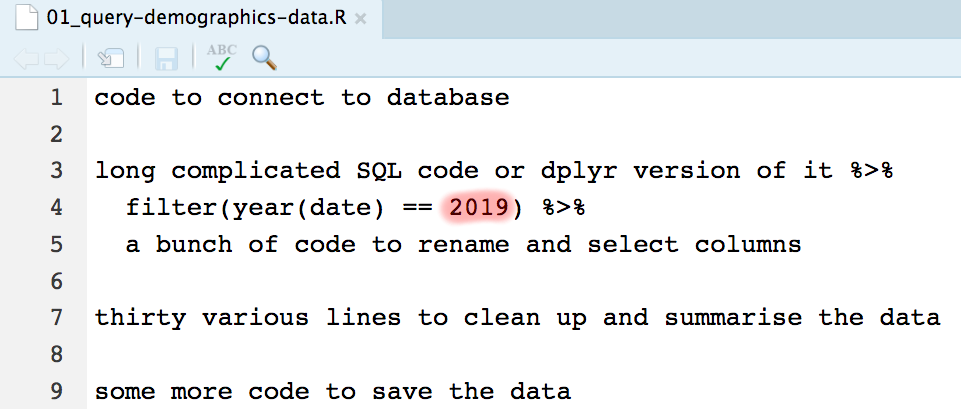 01_query-demographics-data.R
ABC
1 code to connect to database
2
3 long complicated SQL code or dplyr version of it %>%
4 filter(year(date) == 2019) %>%
5 a bunch of code to rename and select columns
6
7 thirty various lines to clean up and summarise the data
8
9 some more code to save the data